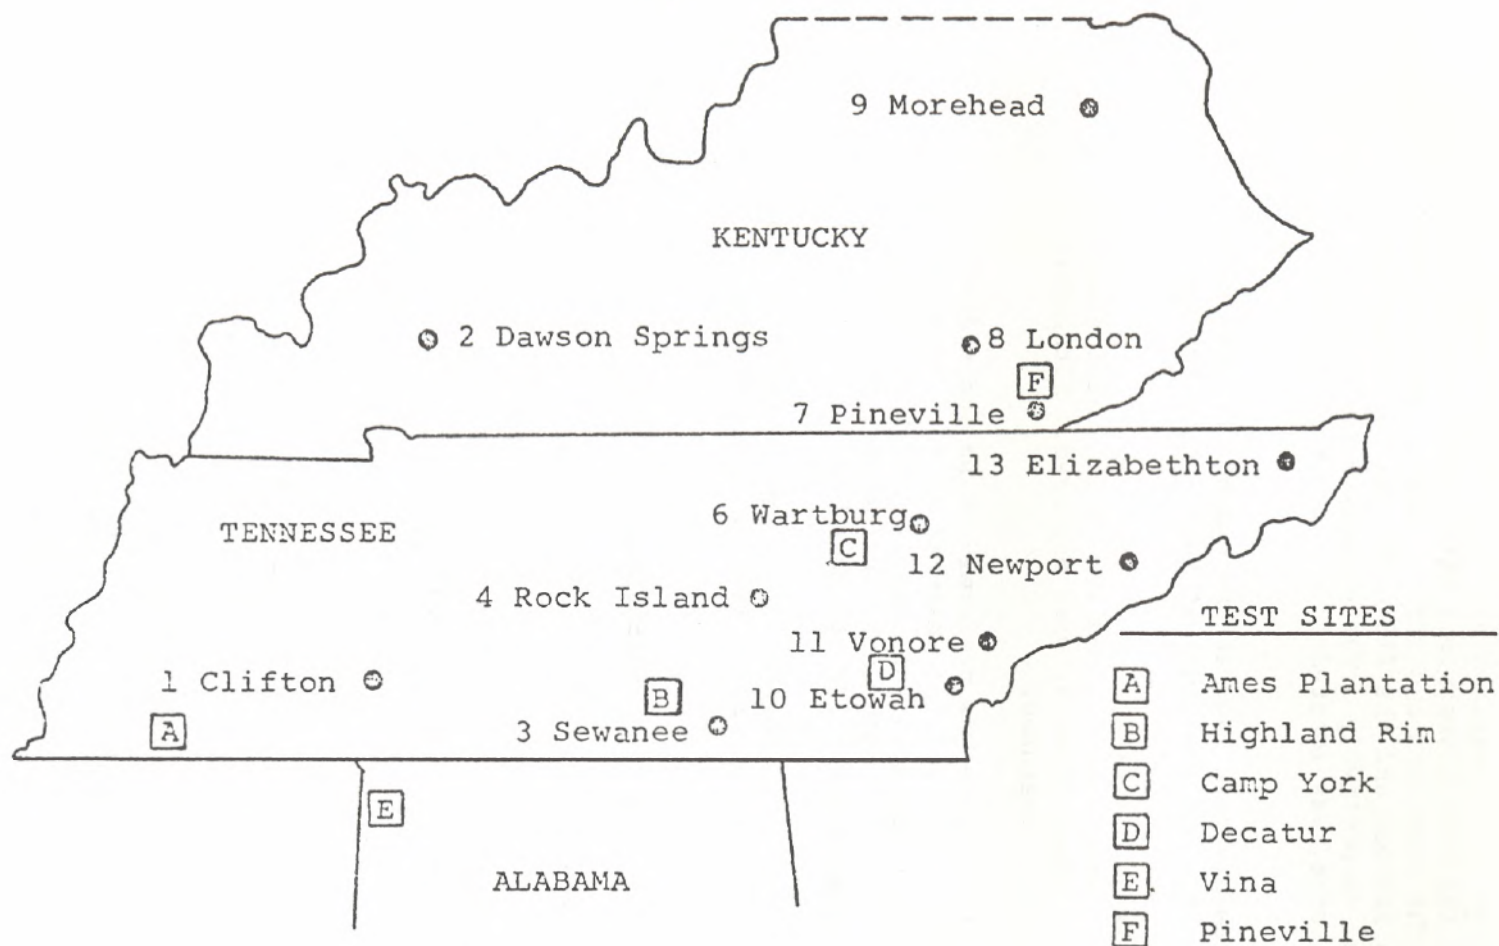 9 Morehead
KENTUCKY
2 Dawson Springs
8 London
F
7 Pineville
13 Elizabethton
TENNESSEE
6 Wartburg
C
12 Newport
4 Rock Island
TEST SITES
11 Vonore
D
1 Clifton
10 Etowah
B
3 Sewanee
A
E
ALABAMA
A Ames Plantation
B Highland Rim
C Camp York
D Decatur
E Vina
F Pineville